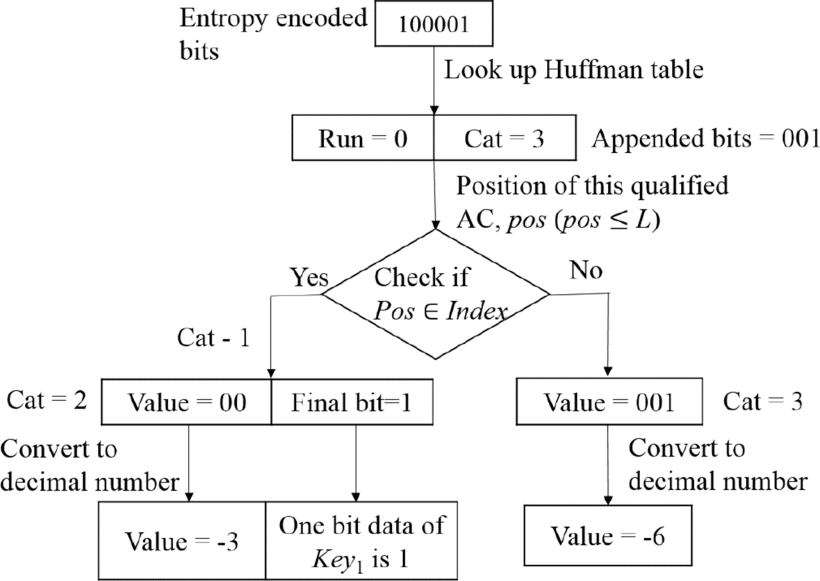 Entropy encoded
bits
100001
Look up Huffman table
Run = 0
Cat = 3
Appended bits = 001
Position of this qualified
AC, pos (pos ≤ L)
Yes
Check if
Pos ∈ Index
No
Cat - 1
Cat = 2
Value = 00
Final bit=1
Value = 001
Cat = 3
Convert to
decimal number
Convert to
decimal number
Value = -3
One bit data of
Key₁ is 1
Value = -6